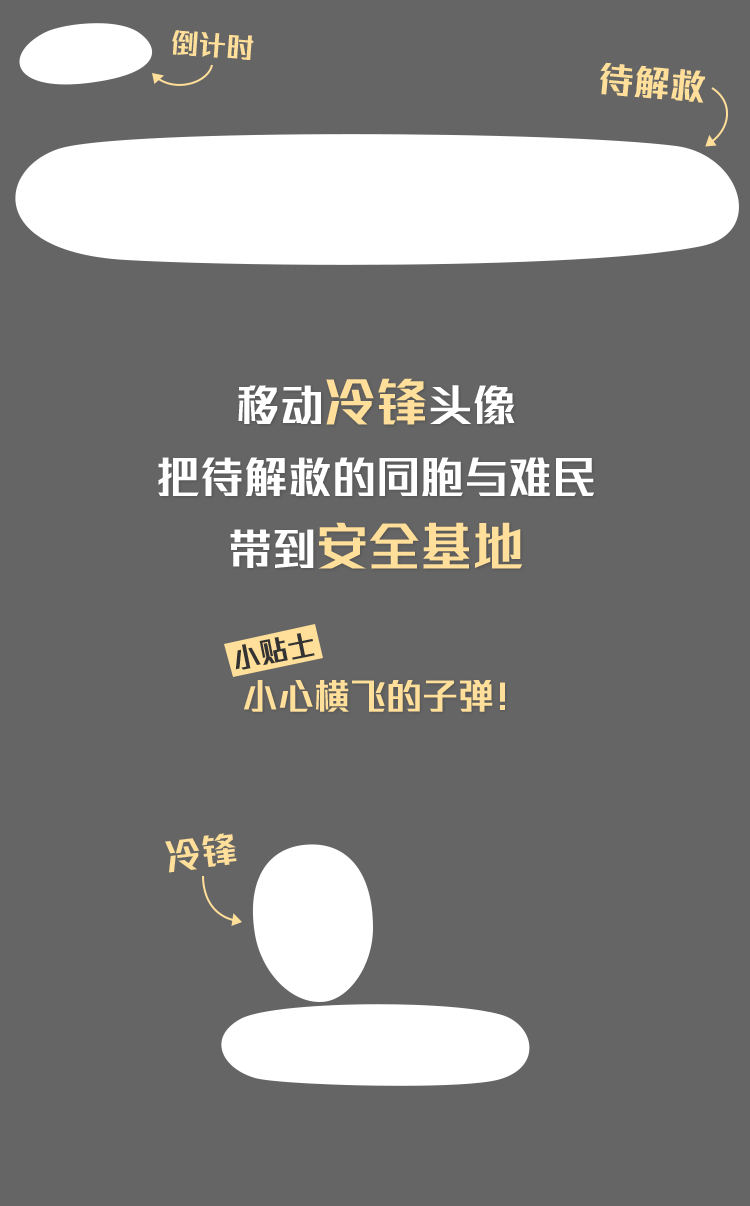 倒计时
待解救
移动冷锋头像
把待解救的同胞与难民
带到安全基地
小贴士
小心横飞的子弹!
冷锋